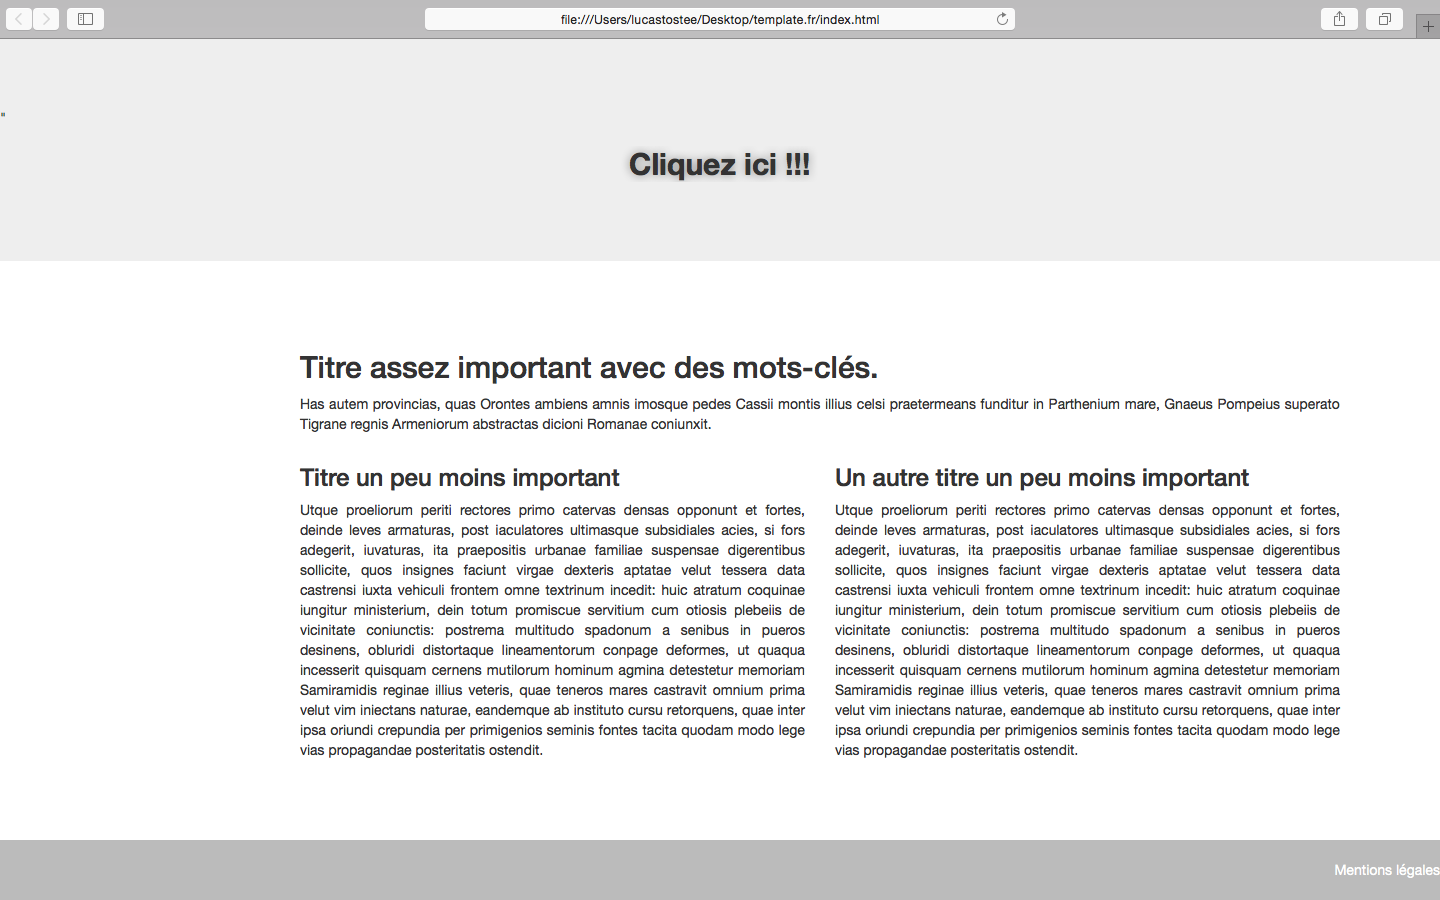 file:///Users/lucastostee/Desktop/template.fr/index.html
"
Cliquez ici !!!
Titre assez important avec des mots-clés.
Has autem provincias, quas Orontes ambiens amnis imosque pedes Cassii montis illius celsi praetermeans funditur in Parthenium mare, Gnaeus Pompeius superato
Tigrane regnis Armeniorum abstractas dicioni Romanae coniunxit.
Titre un peu moins important
Utque proeliorum periti rectores primo catervas densas opponunt et fortes,
deinde leves armaturas, post iaculatores ultimasque subsidiales acies, si fors
adegerit, iuvaturas, ita praepositis urbanae familiae suspensae digerentibus
sollicite, quos insignes faciunt virgae dexteris aptatae velut tessera data
castrensi iuxta vehiculi frontem omne textrinum incedit: huic atratum coquinae
iungitur ministerium, dein totum promiscue servitium cum otiosis plebeiis de
vicinitate coniunctis: postrema multitudo spadonum a senibus in pueros
desinens, obluridi distortaque lineamentorum conpage deformes, ut quaqua
incesserit quisquam cernens mutilorum hominum agmina detestetur memoriam
Samiramidis reginae illius veteris, quae teneros mares castravit omnium prima
velut vim iniectans naturae, eandemque ab instituto cursu retorquens, quae inter
ipsa oriundi crepundia per primigenios seminis fontes tacita quodam modo lege
vias propagandae posteritatis ostendit.
Un autre titre un peu moins important
Utque proeliorum periti rectores primo catervas densas opponunt et fortes,
deinde leves armaturas, post iaculatores ultimasque subsidiales acies, si fors
adegerit, iuvaturas, ita praepositis urbanae familiae suspensae digerentibus
sollicite, quos insignes faciunt virgae dexteris aptatae velut tessera data
castrensi iuxta vehiculi frontem omne textrinum incedit: huic atratum coquinae
iungitur ministerium, dein totum promiscue servitium cum otiosis plebeiis de
vicinitate coniunctis: postrema multitudo spadonum a senibus in pueros
desinens, obluridi distortaque lineamentorum conpage deformes, ut quaqua
incesserit quisquam cernens mutilorum hominum agmina detestetur memoriam
Samiramidis reginae illius veteris, quae teneros mares castravit omnium prima
velut vim iniectans naturae, eandemque ab instituto cursu retorquens, quae inter
ipsa oriundi crepundia per primigenios seminis fontes tacita quodam modo lege
vias propagandae posteritatis ostendit.
Mentions légales